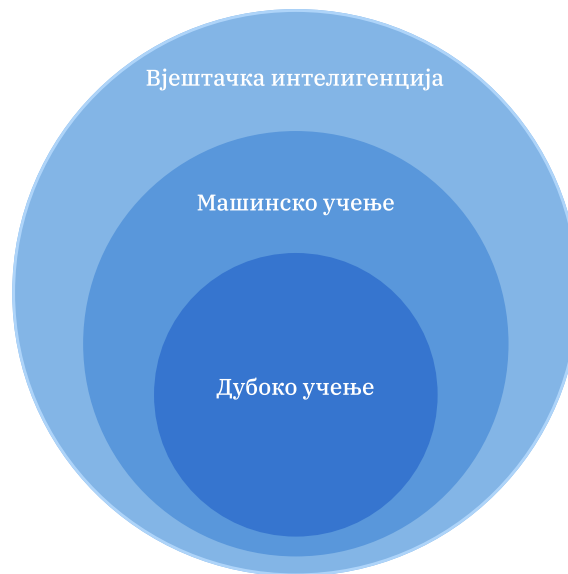 Вјештачка интелигенција
Машинско учење
Дубоко учење